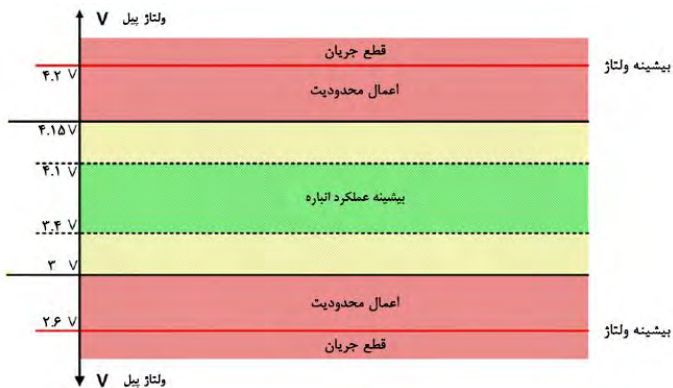 ولتاژ پیل V
قطع جریان
بیشینه ولتاژ
۴.۲ V
اعمال محدودیت
۴.۱۵ V
۴.۱ V
بیشینه عملکرد انباره
۳.۴ V
۳ V
اعمال محدودیت
۲.۶ V
بیشینه ولتاژ
قطع جریان
ولتاژ پیل V